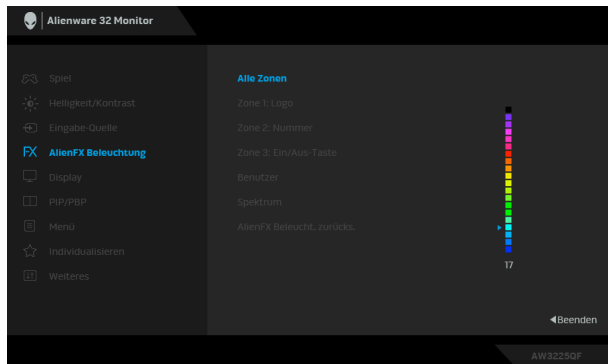 Alienware 32 Monitor
Spiel
Helligkeit/Kontrast
Eingabe-Quelle
FX AlienFX Beleuchtung
Display
PIP/PBP
Menü
Individualisieren
Weiteres
Alle Zonen
Zone 1: Logo
Zone 2: Nummer
Zone 3: Ein/Aus-Taste
Benutzer
Spektrum
AlienFX Beleucht. zurücks.
17
Beenden
AW3225QF